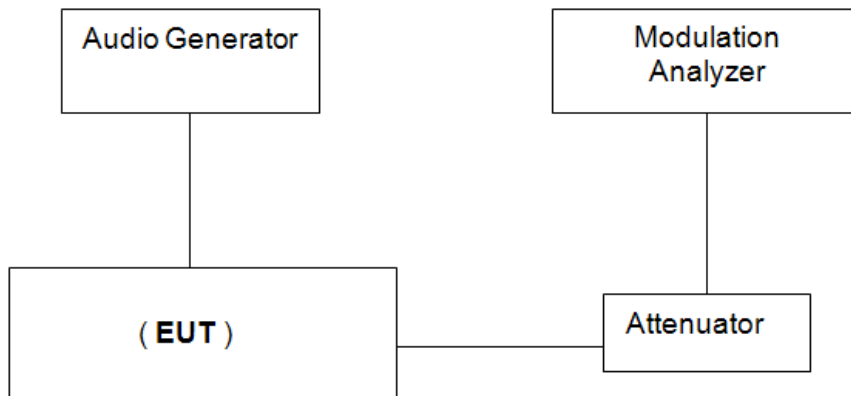 Audio Generator
Modulation
Analyzer
( EUT )
Attenuator